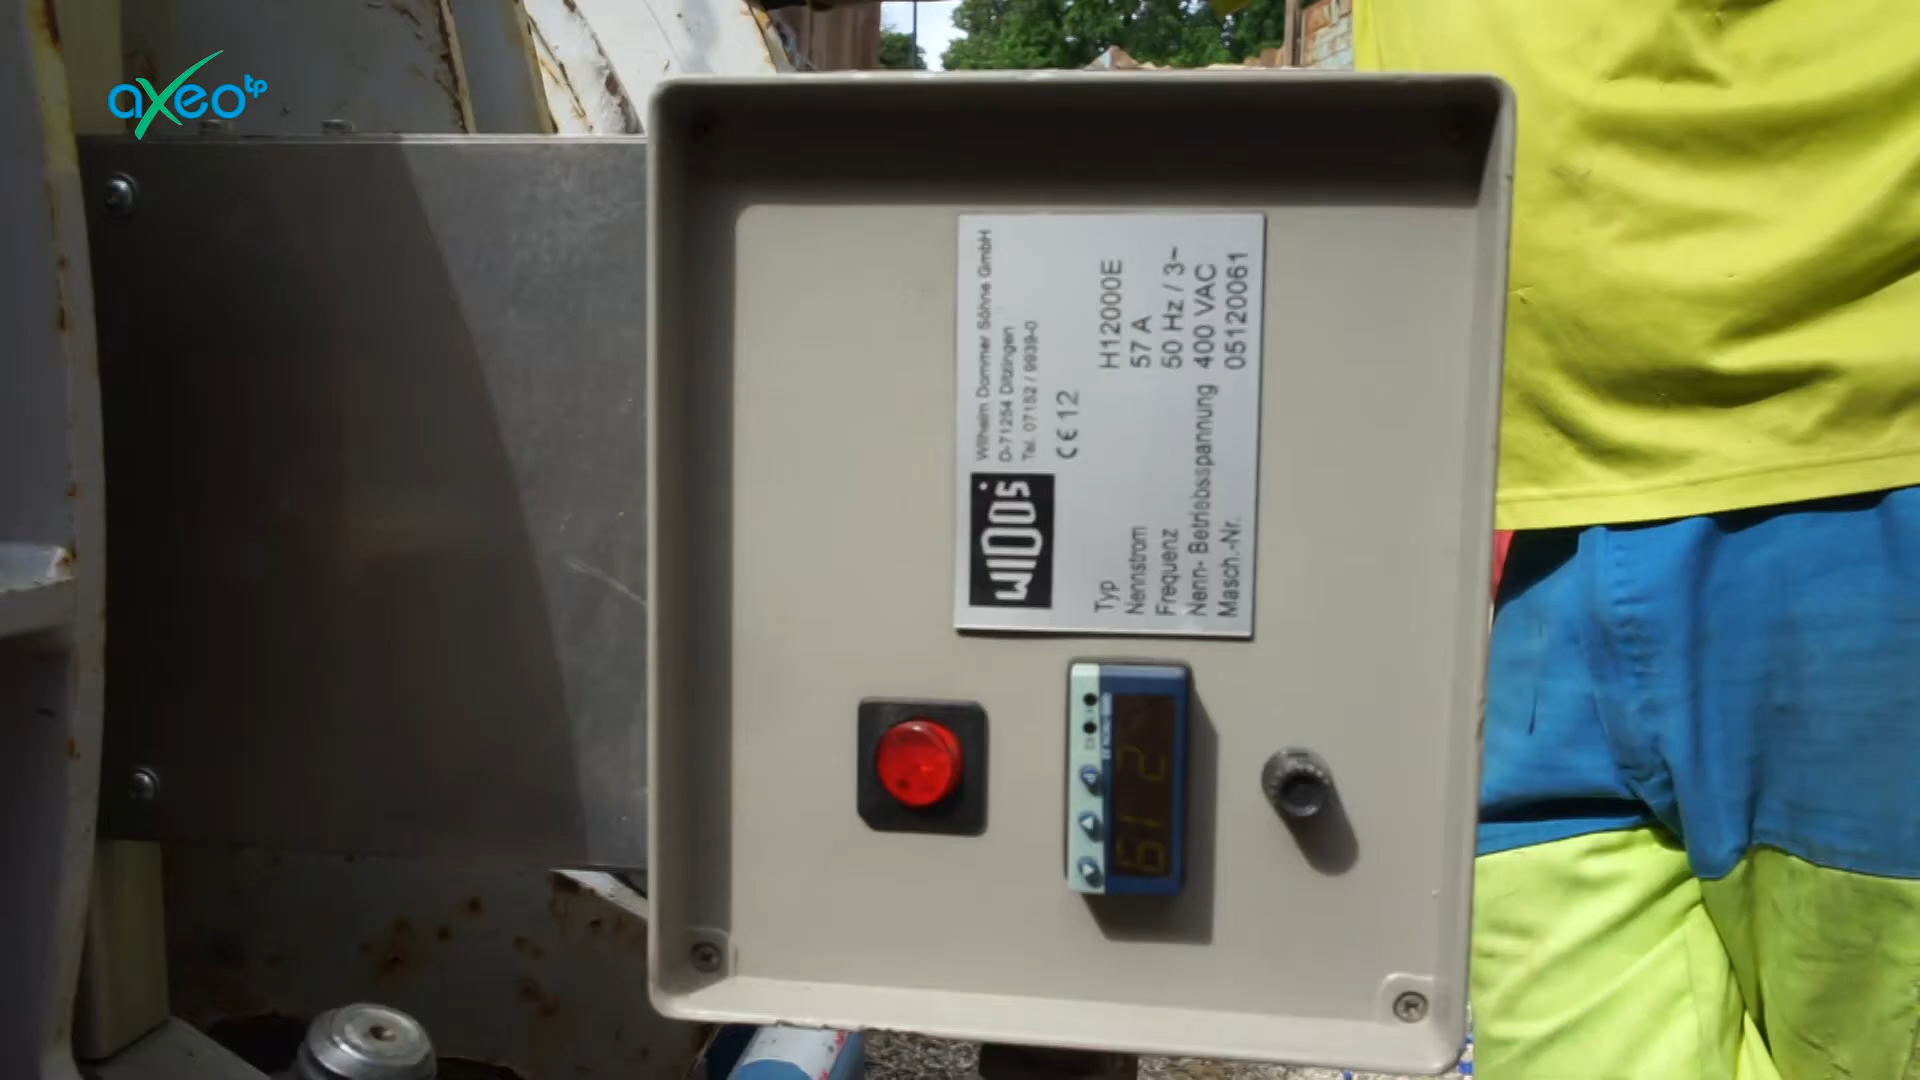 axeo tp
WIDOS
Wilhelm Dommer Söhne GmbH
D-71254 Ditzingen
Tel. 07152 / 9939-0
CE 12
Typ H12000E
Nennstrom 57 A
Frequenz 50 Hz / 3~
Nenn- Betriebsspannung 400 VAC
Masch.-Nr. 05120061